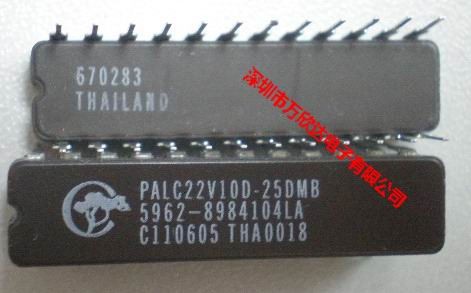 670283
THAILAND
深圳市万欣达电子有限公司
PALC22V10D-25DMB
5962-8984104LA
C110605 THA0018